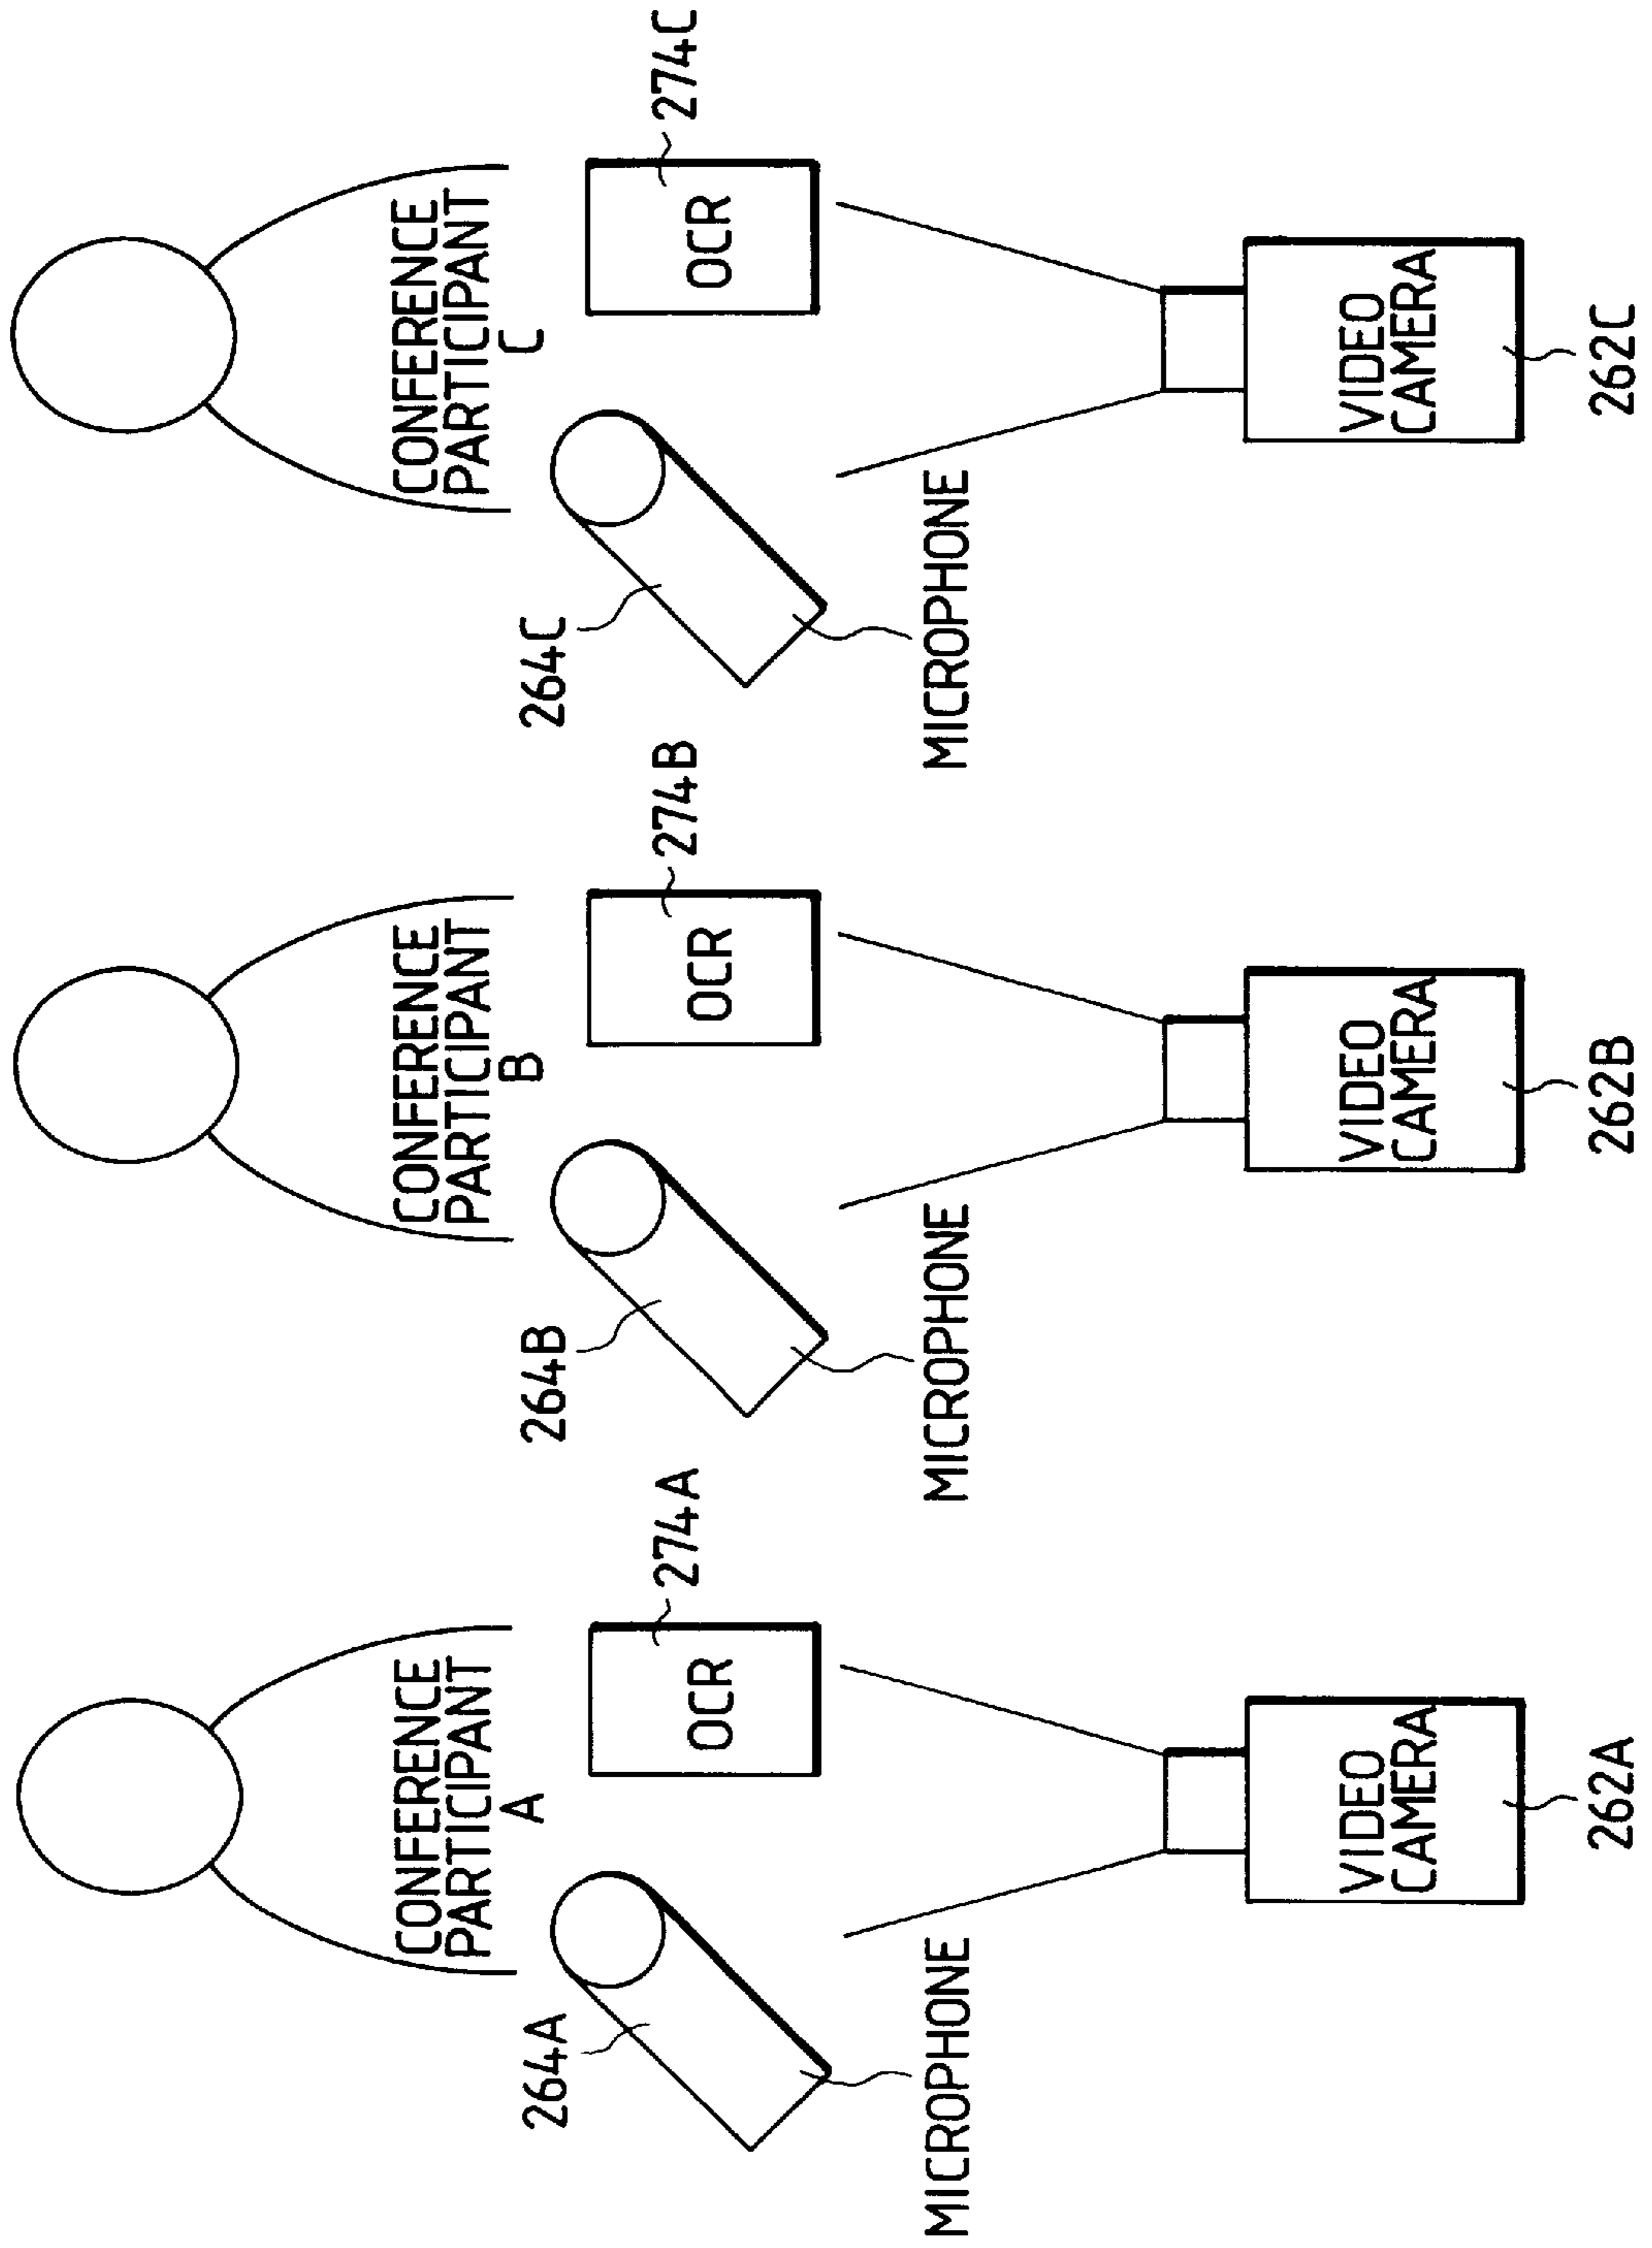 CONFERENCE
PARTICIPANT
A
264A
274A
OCR
MICROPHONE
VIDEO
CAMERA
262A
CONFERENCE
PARTICIPANT
B
264B
274B
OCR
MICROPHONE
VIDEO
CAMERA
262B
CONFERENCE
PARTICIPANT
C
264C
274C
OCR
MICROPHONE
VIDEO
CAMERA
262C